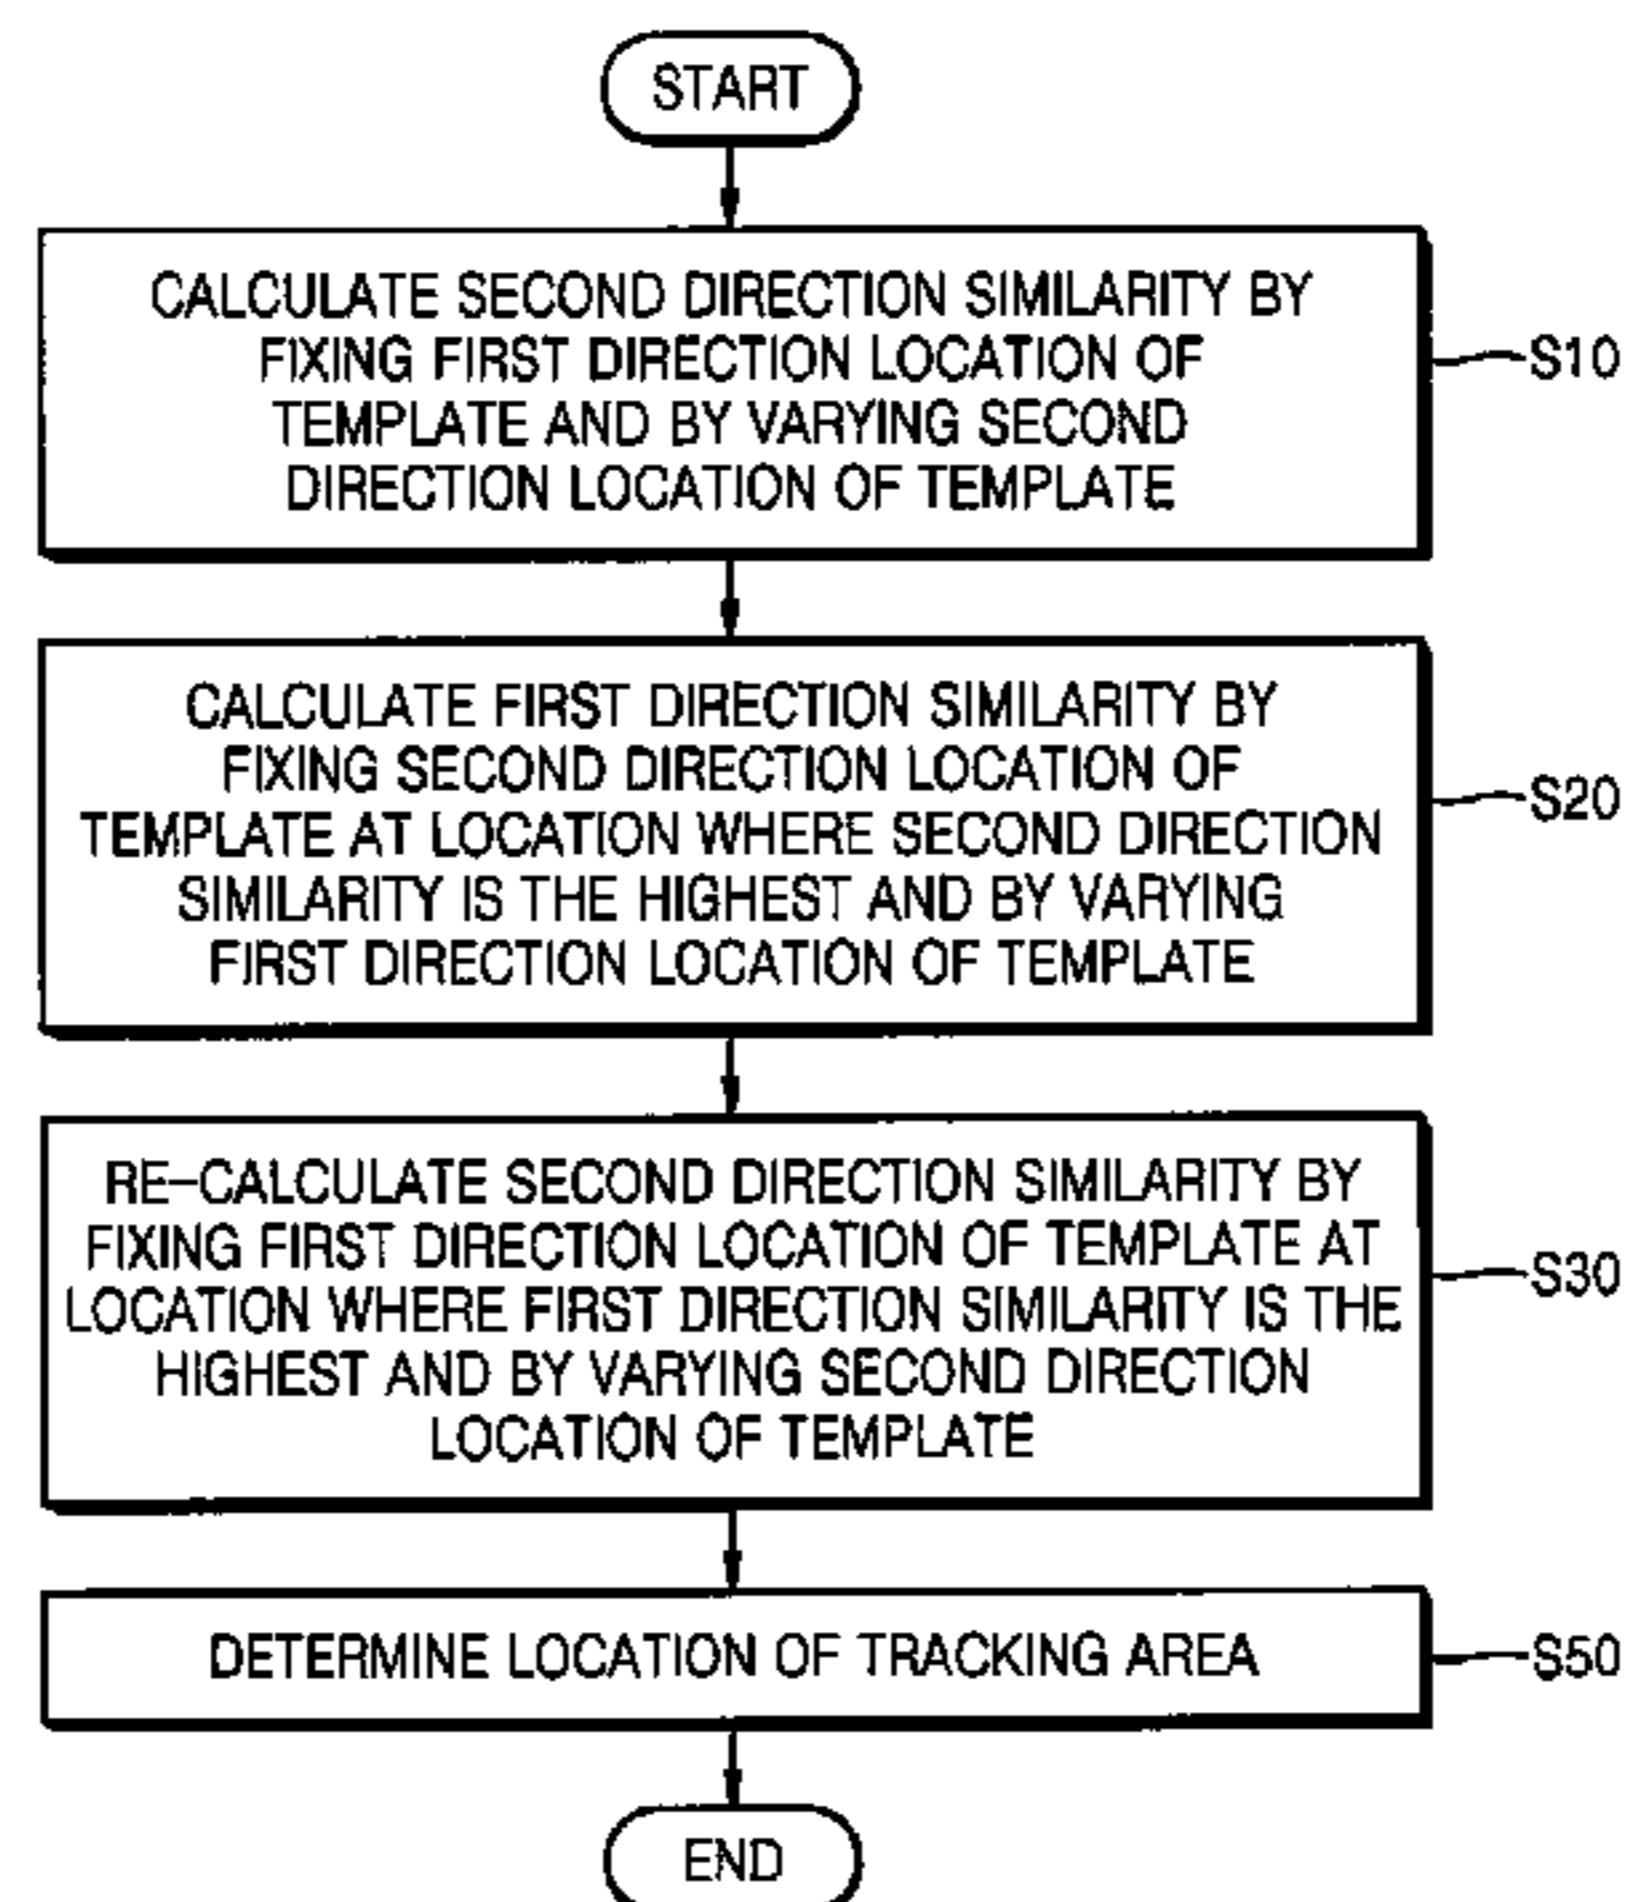 START
CALCULATE SECOND DIRECTION SIMILARITY BY
FIXING FIRST DIRECTION LOCATION OF
TEMPLATE AND BY VARYING SECOND
DIRECTION LOCATION OF TEMPLATE
S10
CALCULATE FIRST DIRECTION SIMILARITY BY
FIXING SECOND DIRECTION LOCATION OF
TEMPLATE AT LOCATION WHERE SECOND DIRECTION
SIMILARITY IS THE HIGHEST AND BY VARYING
FIRST DIRECTION LOCATION OF TEMPLATE
S20
RE-CALCULATE SECOND DIRECTION SIMILARITY BY
FIXING FIRST DIRECTION LOCATION OF TEMPLATE AT
LOCATION WHERE FIRST DIRECTION SIMILARITY IS THE
HIGHEST AND BY VARYING SECOND DIRECTION
LOCATION OF TEMPLATE
S30
DETERMINE LOCATION OF TRACKING AREA
S50
END